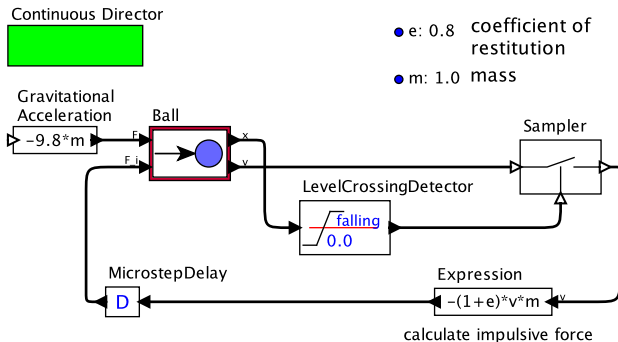 Continuous Director
e: 0.8
coefficient of
restitution
m: 1.0
mass
Gravitational
Acceleration
-9.8*m
Ball
F
F_i
x
v
Sampler
LevelCrossingDetector
falling
0.0
MicrostepDelay
D
Expression
-(1+e)*v*m
v
calculate impulsive force